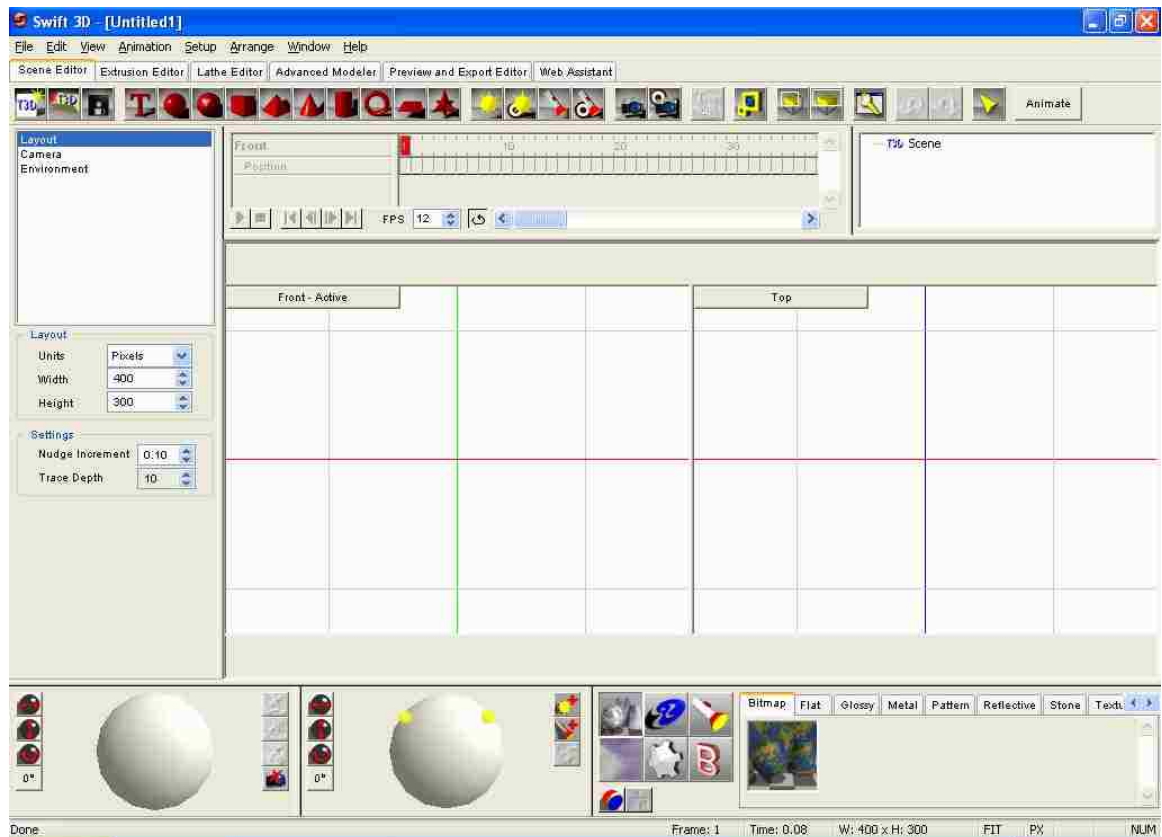 Swift 3D - [Untitled1]
File Edit View Animation Setup Arrange Window Help
Scene Editor Extrusion Editor Lathe Editor Advanced Modeler Preview and Export Editor Web Assistant
Animate
Layout
Camera
Environment
Front
Position
10 20 30
FPS 12
Scene
Front - Active
Top
Layout
Units Pixels
Width 400
Height 300
Settings
Nudge Increment 0.10
Trace Depth 10
Bitmap Flat Glossy Metal Pattern Reflective Stone
0°
0°
B
Done
Frame: 1 Time: 0.08 W: 400 x H: 300 FIT PX NUM